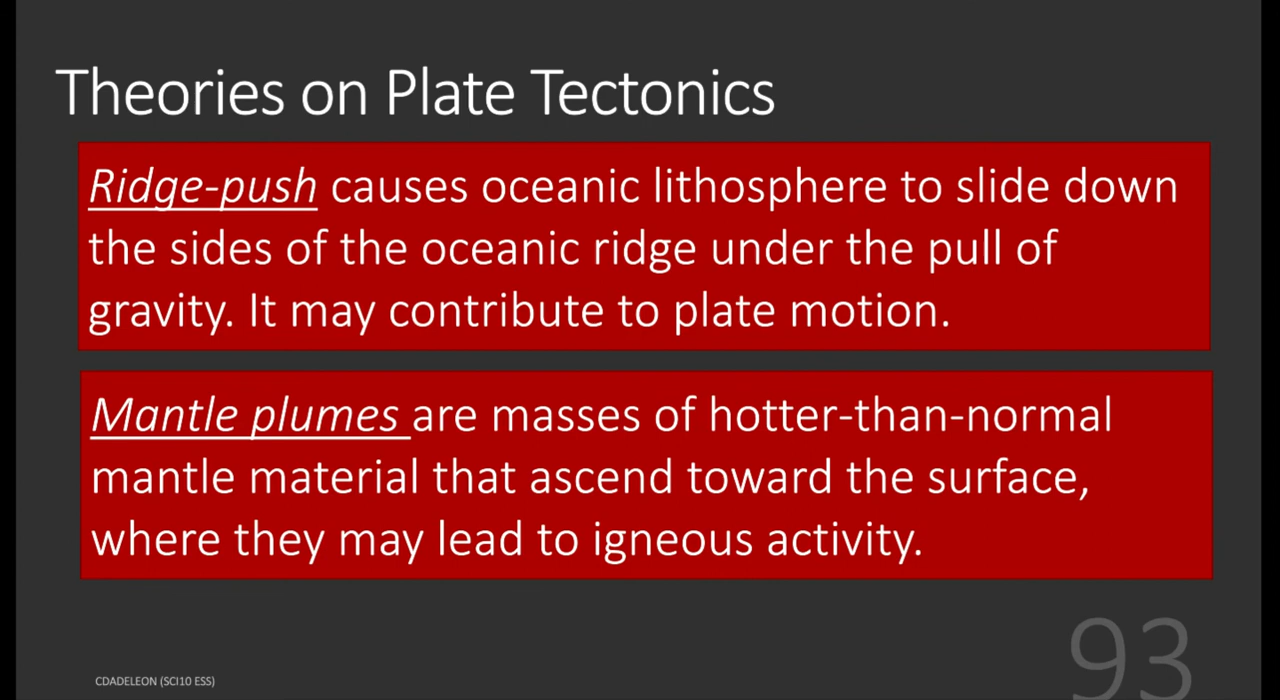 Theories on Plate Tectonics
Ridge-push causes oceanic lithosphere to slide down
the sides of the oceanic ridge under the pull of
gravity. It may contribute to plate motion.
Mantle plumes are masses of hotter-than-normal
mantle material that ascend toward the surface,
where they may lead to igneous activity.
93
CDADELEON (SCI10 ESS)